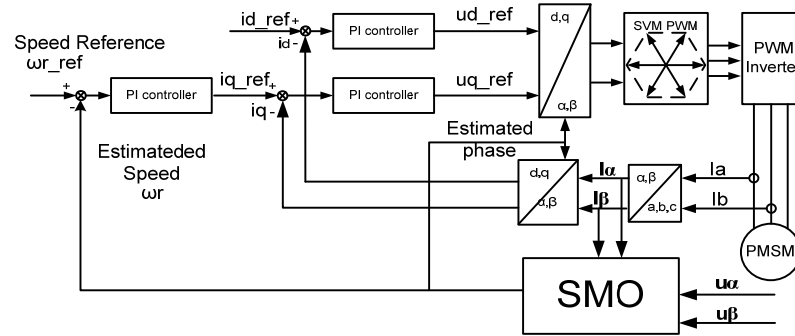 id_ref +
id -
PI controller
ud_ref
d,q
α,β
SVM PWM
PWM
Inverter
Speed Reference
ωr_ref
+
-
PI controller
iq_ref +
iq -
PI controller
uq_ref
Estimated
phase
Estimateded
Speed
ωr
d,q
α,β
Iα
Iβ
α,β
a,b,c
Ia
Ib
PMSM
SMO
uα
uβ